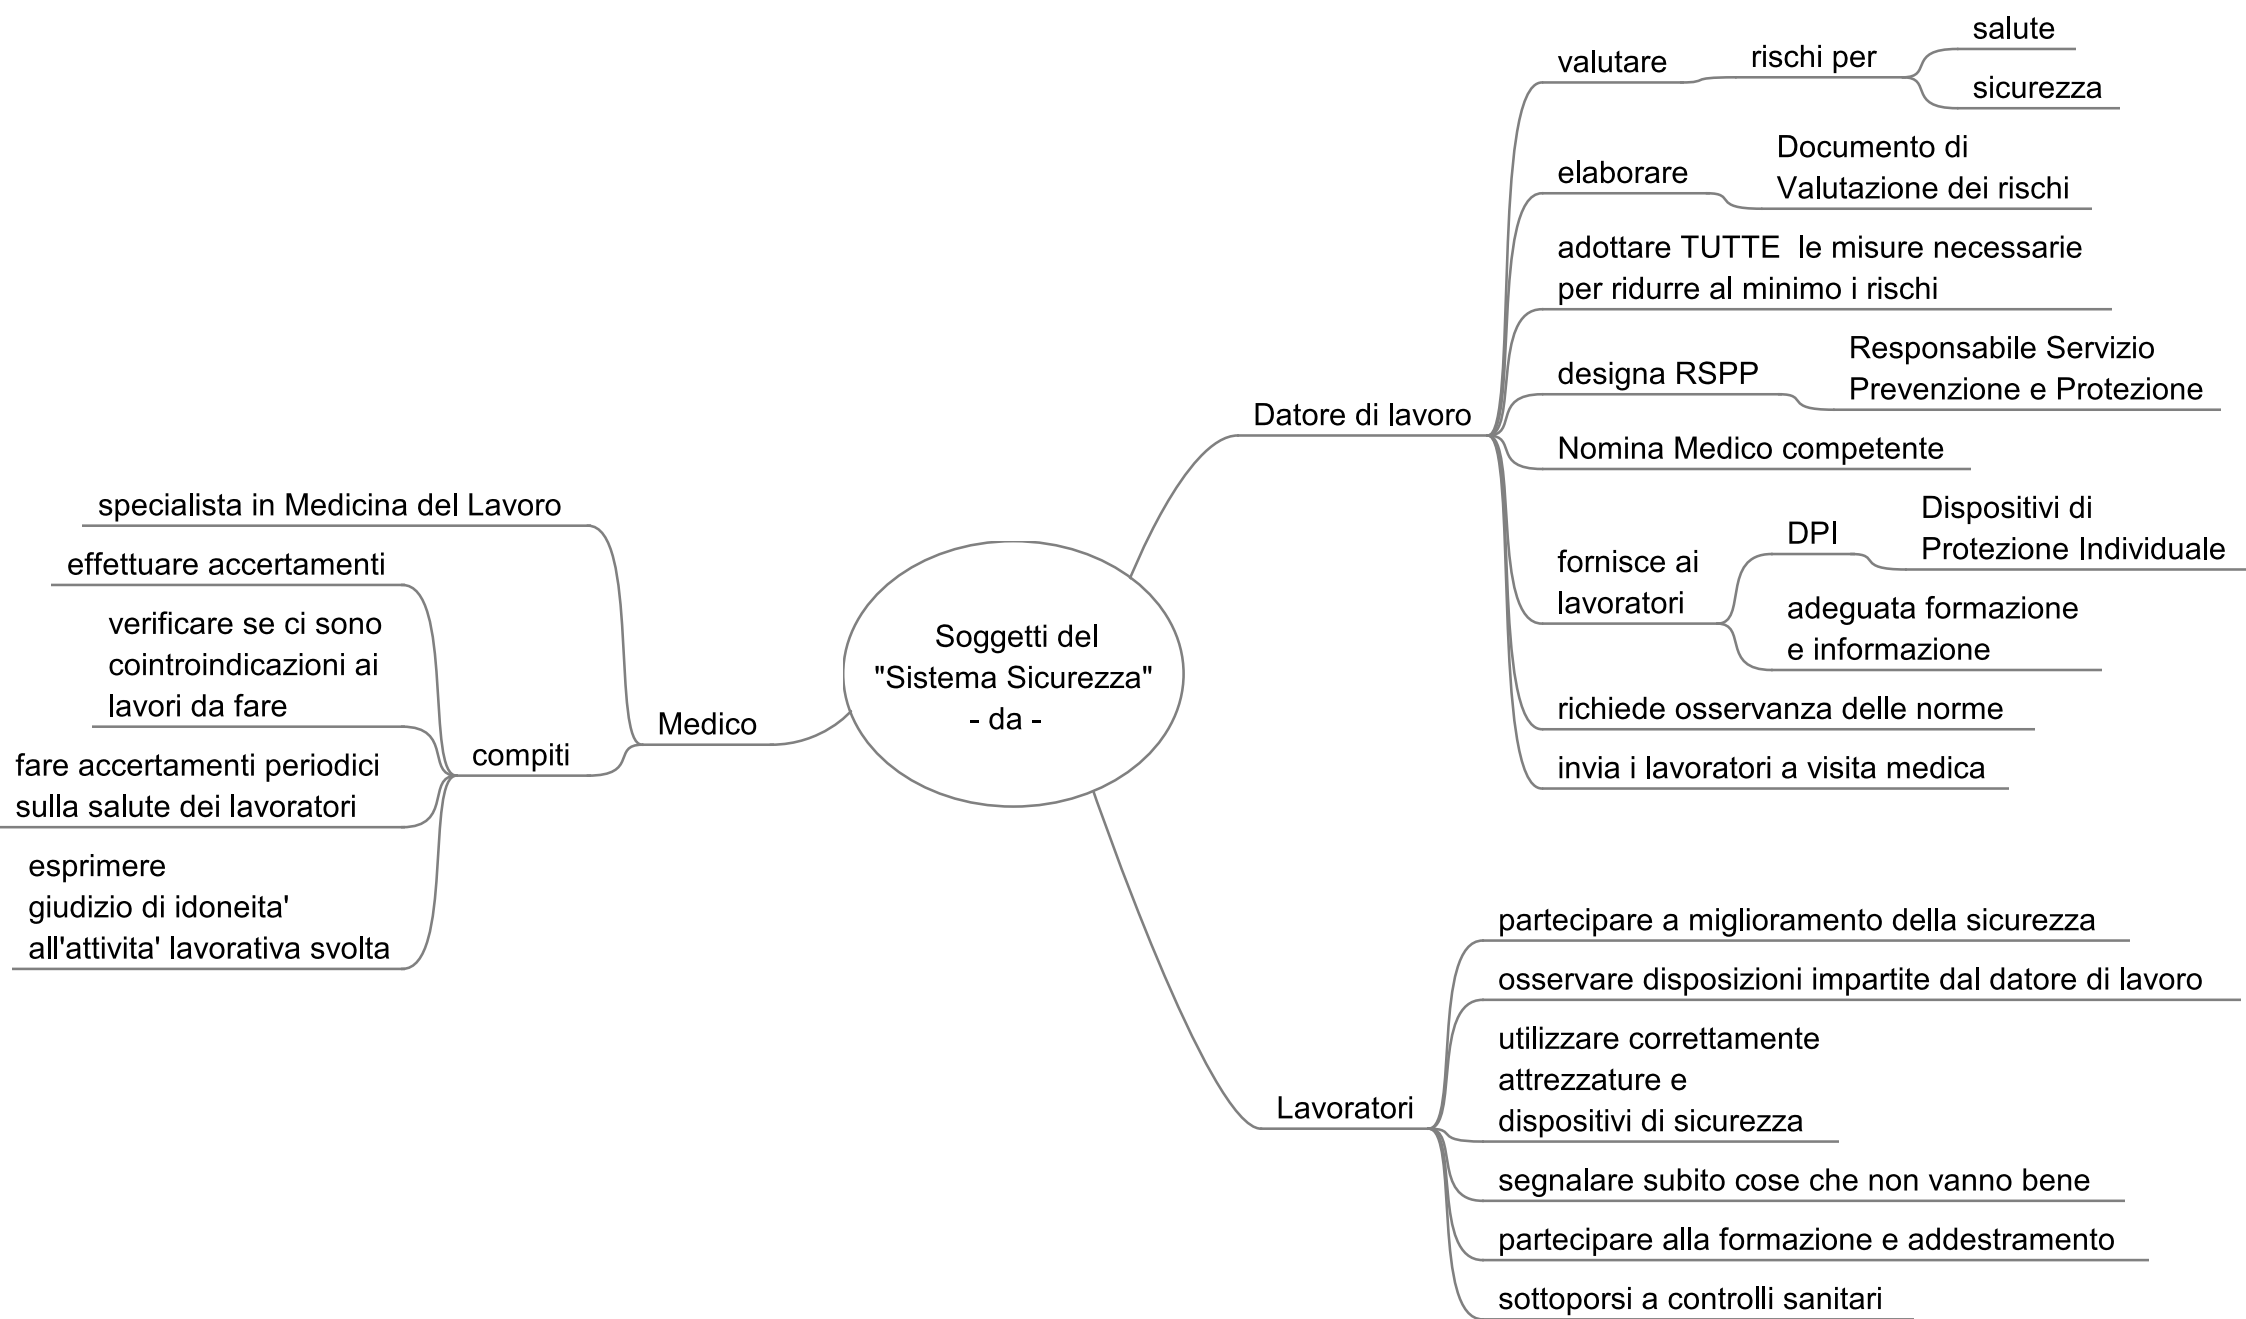 Soggetti del
"Sistema Sicurezza"
- da -
Datore di lavoro
valutare
rischi per
salute
sicurezza
elaborare
Documento di
Valutazione dei rischi
adottare TUTTE  le misure necessarie
per ridurre al minimo i rischi
designa RSPP
Responsabile Servizio
Prevenzione e Protezione
Nomina Medico competente
fornisce ai
lavoratori
DPI
Dispositivi di
Protezione Individuale
adeguata formazione
e informazione
richiede osservanza delle norme
invia i lavoratori a visita medica
Lavoratori
partecipare a miglioramento della sicurezza
osservare disposizioni impartite dal datore di lavoro
utilizzare correttamente
attrezzature e
dispositivi di sicurezza
segnalare subito cose che non vanno bene
partecipare alla formazione e addestramento
sottoporsi a controlli sanitari
Medico
specialista in Medicina del Lavoro
compiti
effettuare accertamenti
verificare se ci sono
cointroindicazioni ai
lavori da fare
fare accertamenti periodici
sulla salute dei lavoratori
esprimere
giudizio di idoneita'
all'attivita' lavorativa svolta